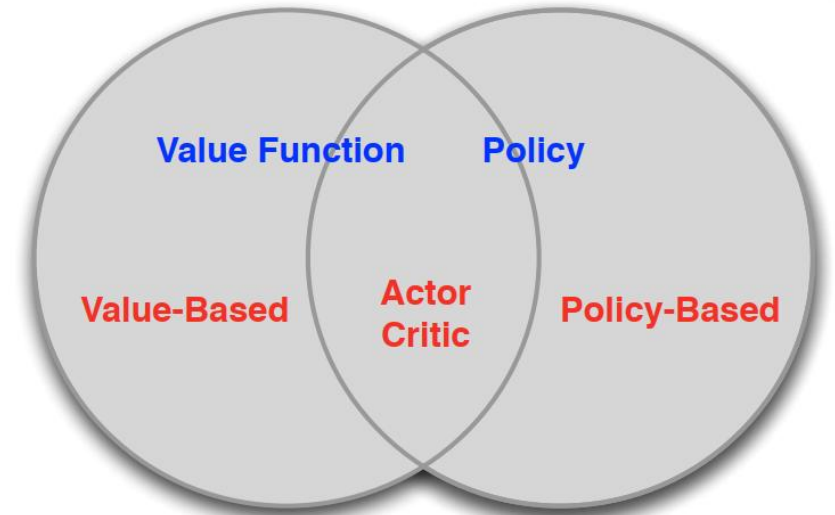 Value Function
Policy
Value-Based
Actor
Critic
Policy-Based